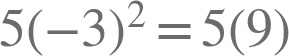 5(−3)² = 5(9)